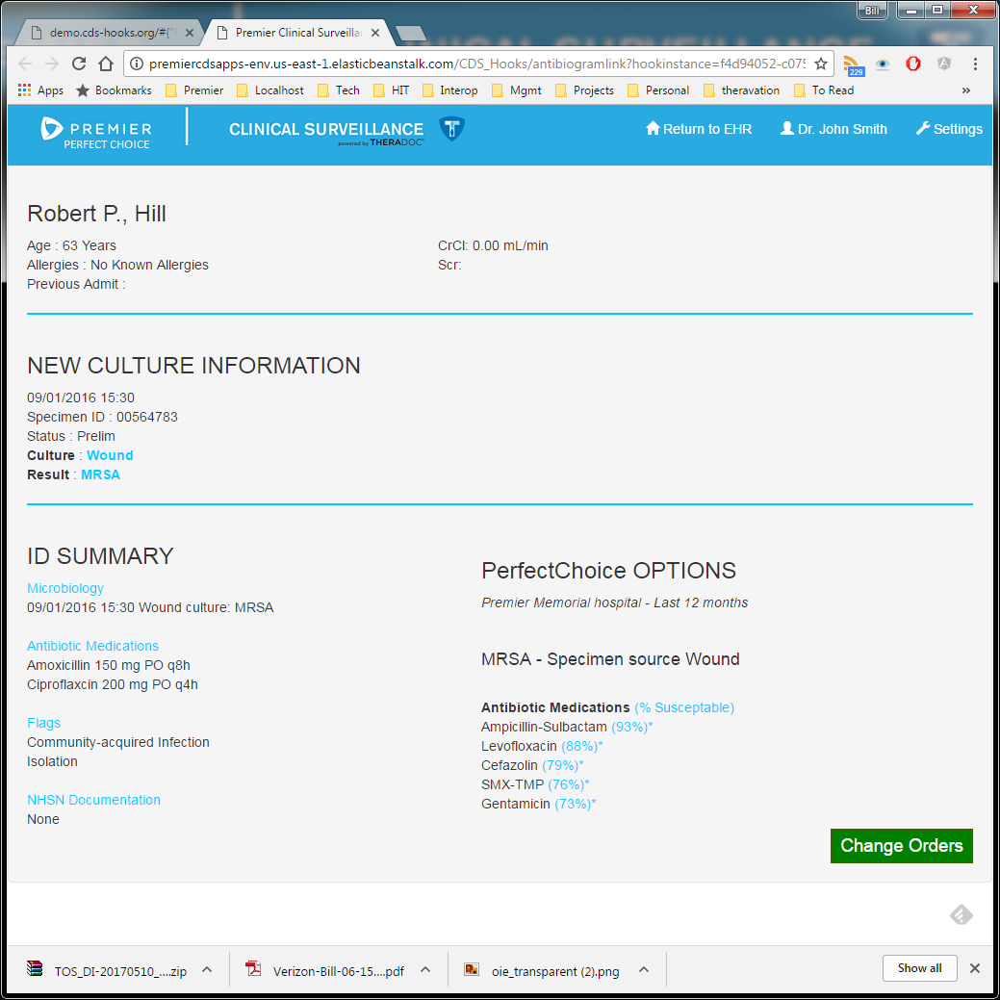 Bill
demo.cds-hooks.org/#{"
Premier Clinical Surveilla
premiercdsapps-env.us-east-1.elasticbeanstalk.com/CDS_Hooks/antibiogramlink?hookinstance=f4d94052-c075
229
Apps Bookmarks Premier Localhost Tech HIT Interop Mgmt Projects Personal theravation To Read »
PREMIER
PERFECT CHOICE
CLINICAL SURVEILLANCE
powered by THERADOC
Return to EHR Dr. John Smith Settings
Robert P., Hill
Age : 63 Years
Allergies : No Known Allergies
Previous Admit :
CrCl: 0.00 mL/min
Scr:
NEW CULTURE INFORMATION
09/01/2016 15:30
Specimen ID : 00564783
Status : Prelim
Culture : Wound
Result : MRSA
ID SUMMARY
Microbiology
09/01/2016 15:30 Wound culture: MRSA
Antibiotic Medications
Amoxicillin 150 mg PO q8h
Ciproflaxcin 200 mg PO q4h
Flags
Community-acquired Infection
Isolation
NHSN Documentation
None
PerfectChoice OPTIONS
Premier Memorial hospital - Last 12 months
MRSA - Specimen source Wound
Antibiotic Medications (% Susceptable)
Ampicillin-Sulbactam (93%)*
Levofloxacin (88%)*
Cefazolin (79%)*
SMX-TMP (76%)*
Gentamicin (73%)*
Change Orders
TOS_DI-20170510_....zip
Verizon-Bill-06-15....pdf
oie_transparent (2).png
Show all